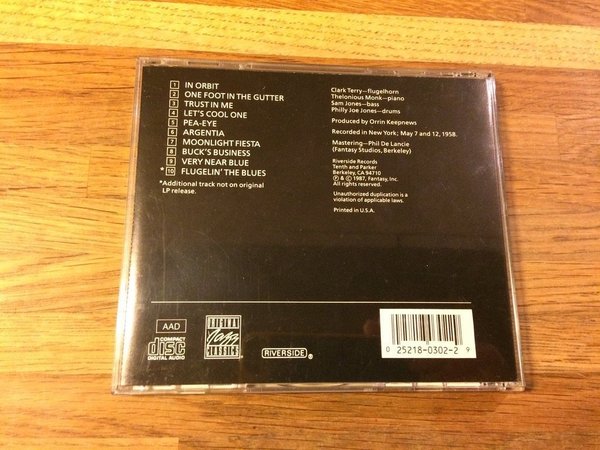 1 IN ORBIT
2 ONE FOOT IN THE GUTTER
3 TRUST IN ME
4 LET'S COOL ONE
5 PEA-EYE
6 ARGENTIA
7 MOONLIGHT FIESTA
8 BUCK'S BUSINESS
9 VERY NEAR BLUE
* 10 FLUGELIN' THE BLUES
*Additional track not on original
LP release.
Clark Terry—flugelhorn
Thelonious Monk—piano
Sam Jones—bass
Philly Joe Jones—drums
Produced by Orrin Keepnews
Recorded in New York; May 7 and 12, 1958.
Mastering—Phil De Lancie
(Fantasy Studios, Berkeley)
Riverside Records
Tenth and Parker
Berkeley, CA 94710
℗ & © 1987, Fantasy, Inc.
All rights reserved.
Unauthorized duplication is a
violation of applicable laws.
Printed in U.S.A.
AAD
COMPACT
disc
DIGITAL AUDIO
ORIGINAL
Jazz
CLASSICS
RIVERSIDE ®
0 25218-0302-2 9